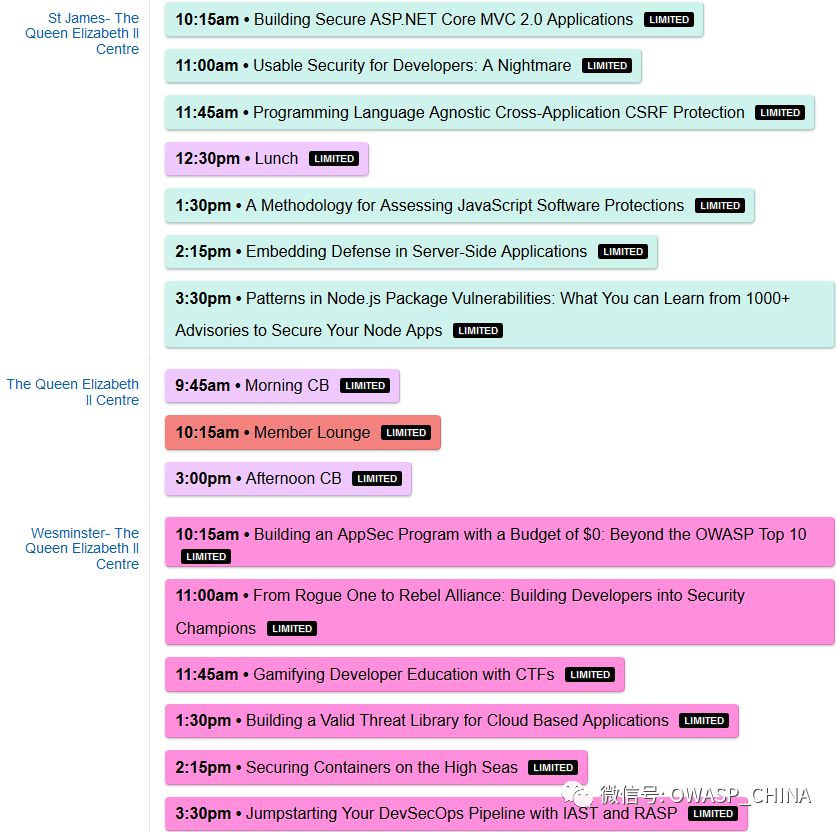 St James- The
Queen Elizabeth ll
Centre
10:15am • Building Secure ASP.NET Core MVC 2.0 Applications LIMITED
11:00am • Usable Security for Developers: A Nightmare LIMITED
11:45am • Programming Language Agnostic Cross-Application CSRF Protection LIMITED
12:30pm • Lunch LIMITED
1:30pm • A Methodology for Assessing JavaScript Software Protections LIMITED
2:15pm • Embedding Defense in Server-Side Applications LIMITED
3:30pm • Patterns in Node.js Package Vulnerabilities: What You can Learn from 1000+
Advisories to Secure Your Node Apps LIMITED
The Queen Elizabeth
ll Centre
9:45am • Morning CB LIMITED
10:15am • Member Lounge LIMITED
3:00pm • Afternoon CB LIMITED
Wesminster- The
Queen Elizabeth ll
Centre
10:15am • Building an AppSec Program with a Budget of $0: Beyond the OWASP Top 10
LIMITED
11:00am • From Rogue One to Rebel Alliance: Building Developers into Security
Champions LIMITED
11:45am • Gamifying Developer Education with CTFs LIMITED
1:30pm • Building a Valid Threat Library for Cloud Based Applications LIMITED
2:15pm • Securing Containers on the High Seas LIMITED
微信号: OWASP_CHINA
3:30pm • Jumpstarting Your DevSecOps Pipeline with IAST and RASP LIMITED